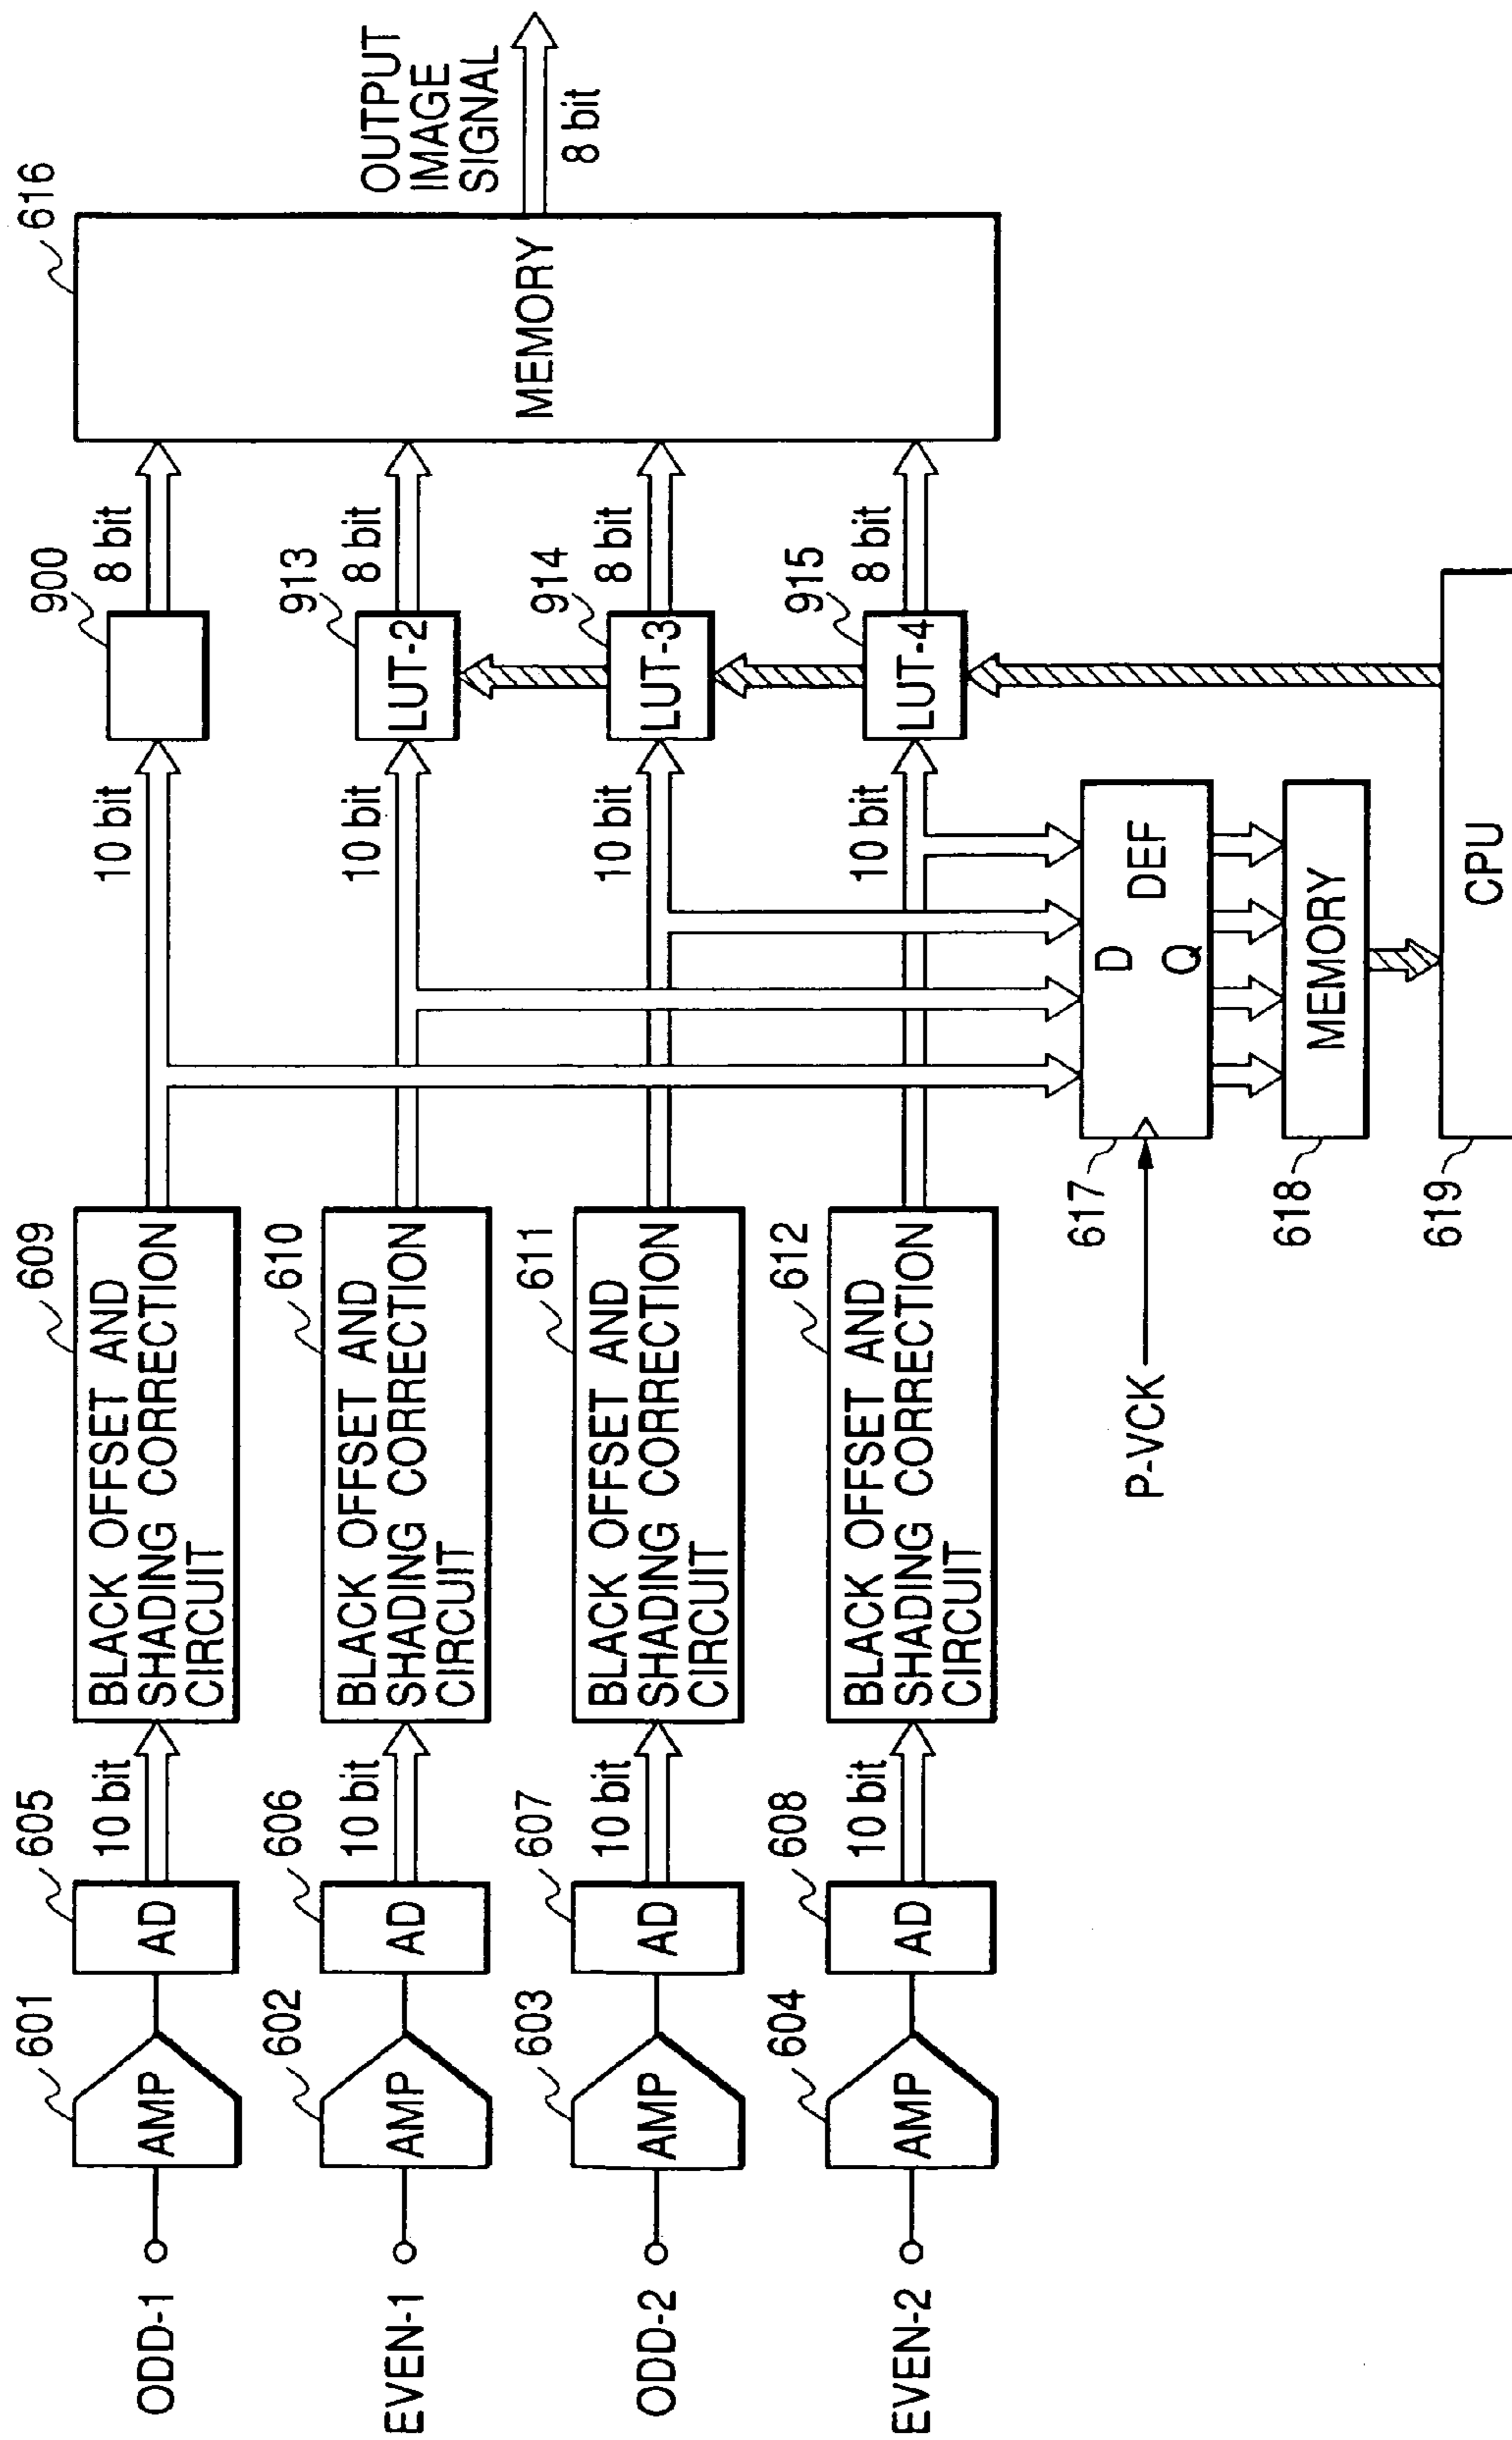 ODD-1
601
AMP
605
AD
10 bit
609
BLACK OFFSET AND
SHADING CORRECTION
CIRCUIT
10 bit
900
8 bit
EVEN-1
602
AMP
606
AD
10 bit
610
BLACK OFFSET AND
SHADING CORRECTION
CIRCUIT
10 bit
913
LUT-2
8 bit
ODD-2
603
AMP
607
AD
10 bit
611
BLACK OFFSET AND
SHADING CORRECTION
CIRCUIT
10 bit
914
LUT-3
8 bit
EVEN-2
604
AMP
608
AD
10 bit
612
BLACK OFFSET AND
SHADING CORRECTION
CIRCUIT
10 bit
915
LUT-4
8 bit
616
MEMORY
OUTPUT
IMAGE
SIGNAL
8 bit
P-VCK
617
D
DEF
Q
618
MEMORY
619
CPU